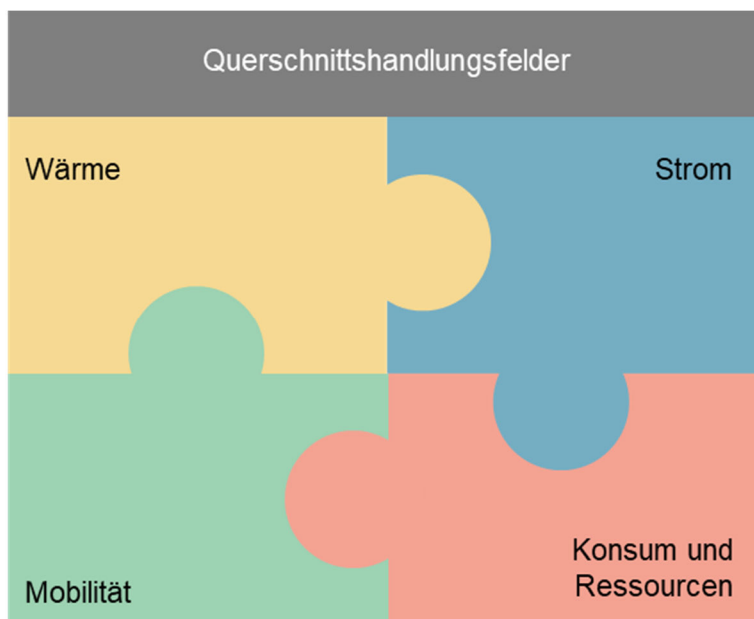 Querschnittshandlungsfelder
Wärme
Strom
Mobilität
Konsum und
Ressourcen